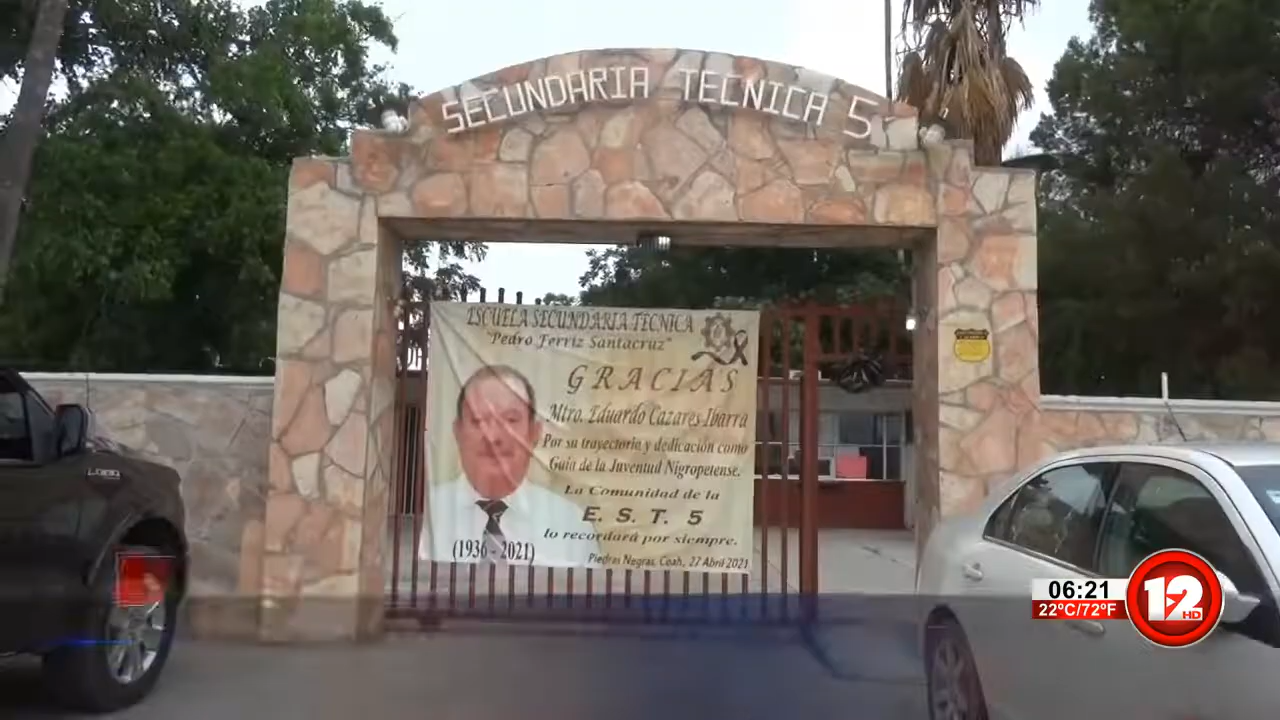 SECUNDARIA TECNICA 5
ESCUELA SECUNDARIA TECNICA
"Pedro Ferriz Santacruz"
GRACIAS
Mtro. Eduardo Cazares Ibarra
Por su trayectoria y dedicación como
Guia de la Juventud Nigropetense.
La Comunidad de la
E. S. T. 5
lo recordará por siempre.
(1936 - 2021)
Piedras Negras, Coah., 27 Abril 2021
06:21
22°C/72°F
12
HD